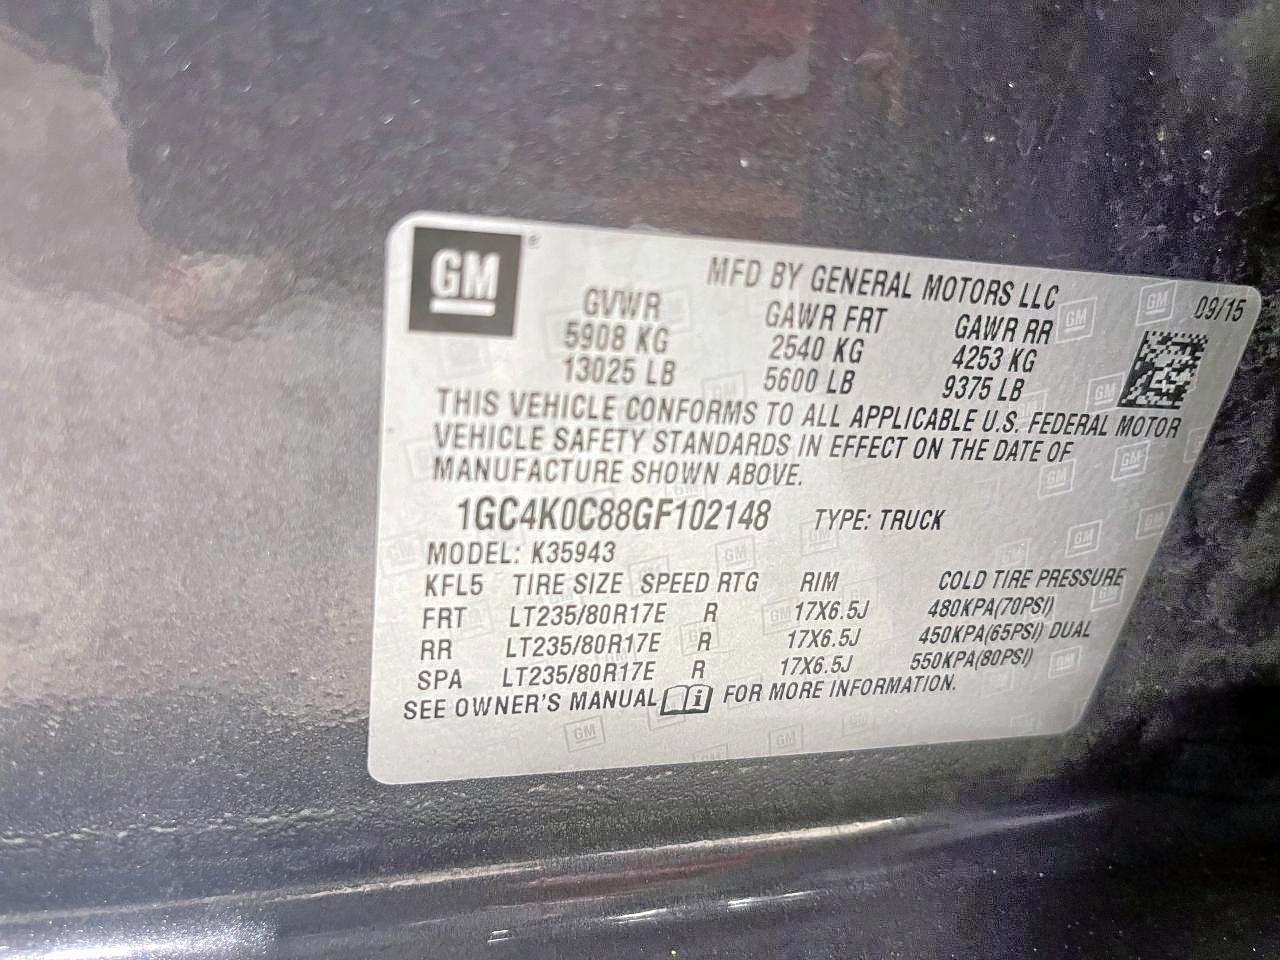 GM®
MFD BY GENERAL MOTORS LLC
09/15
GVWR GAWR FRT GAWR RR
5908 KG 2540 KG 4253 KG
13025 LB 5600 LB 9375 LB
THIS VEHICLE CONFORMS TO ALL APPLICABLE U.S. FEDERAL MOTOR
VEHICLE SAFETY STANDARDS IN EFFECT ON THE DATE OF
MANUFACTURE SHOWN ABOVE.
1GC4K0C88GF102148 TYPE: TRUCK
MODEL: K35943
KFL5 TIRE SIZE SPEED RTG RIM COLD TIRE PRESSURE
FRT LT235/80R17E R 17X6.5J 480KPA(70PSI)
RR LT235/80R17E R 17X6.5J 450KPA(65PSI) DUAL
SPA LT235/80R17E R 17X6.5J 550KPA(80PSI)
SEE OWNER'S MANUAL i FOR MORE INFORMATION.